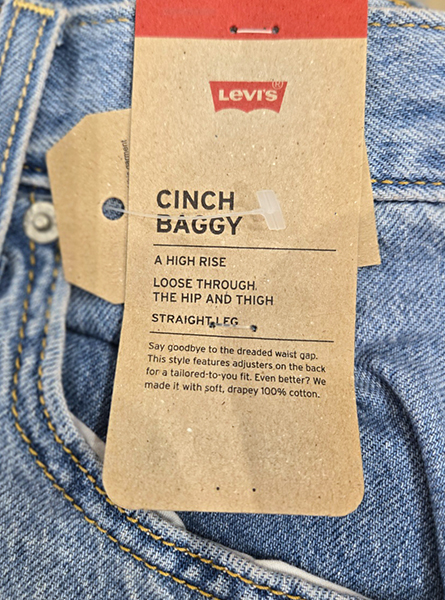 LEVI'S®
CINCH
BAGGY
A HIGH RISE
LOOSE THROUGH
THE HIP AND THIGH
STRAIGHT LEG
Say goodbye to the dreaded waist gap.
This style features adjusters on the back
for a tailored-to-you fit. Even better? We
made it with soft, drapey 100% cotton.